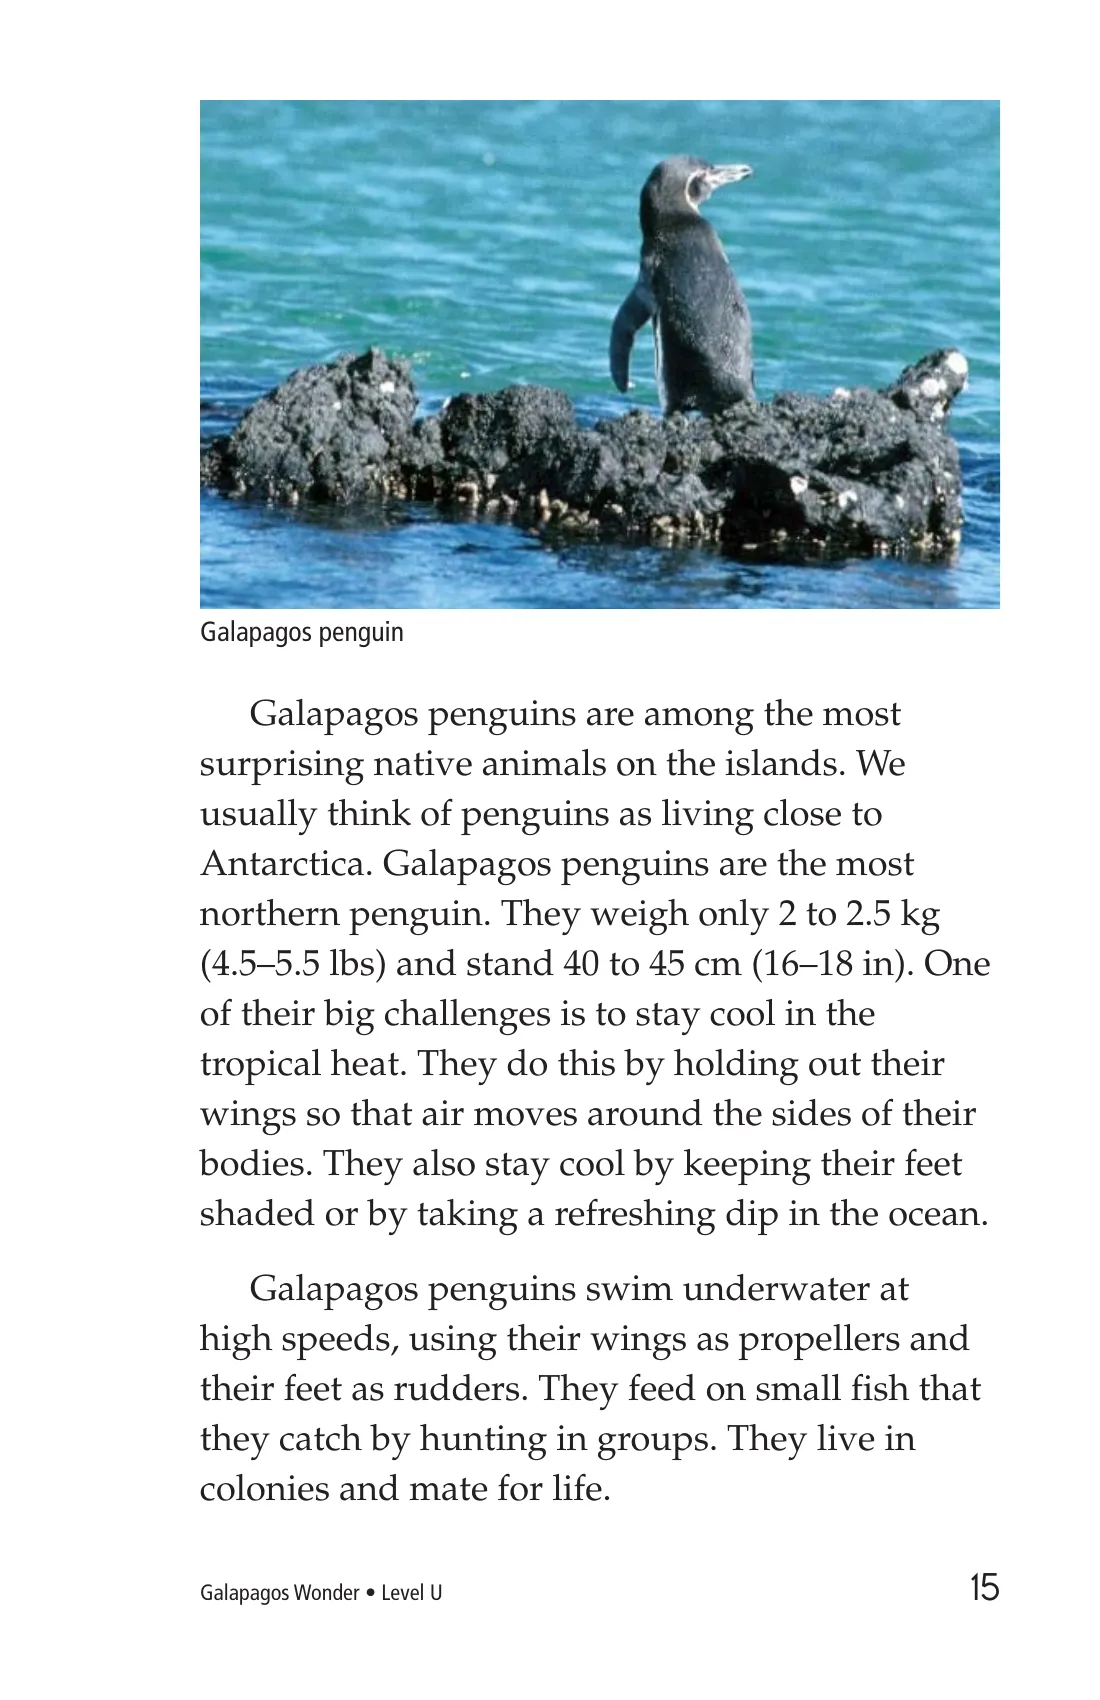 Galapagos penguin
Galapagos penguins are among the most
surprising native animals on the islands. We
usually think of penguins as living close to
Antarctica. Galapagos penguins are the most
northern penguin. They weigh only 2 to 2.5 kg
(4.5–5.5 lbs) and stand 40 to 45 cm (16–18 in). One
of their big challenges is to stay cool in the
tropical heat. They do this by holding out their
wings so that air moves around the sides of their
bodies. They also stay cool by keeping their feet
shaded or by taking a refreshing dip in the ocean.
Galapagos penguins swim underwater at
high speeds, using their wings as propellers and
their feet as rudders. They feed on small fish that
they catch by hunting in groups. They live in
colonies and mate for life.
Galapagos Wonder • Level U
15